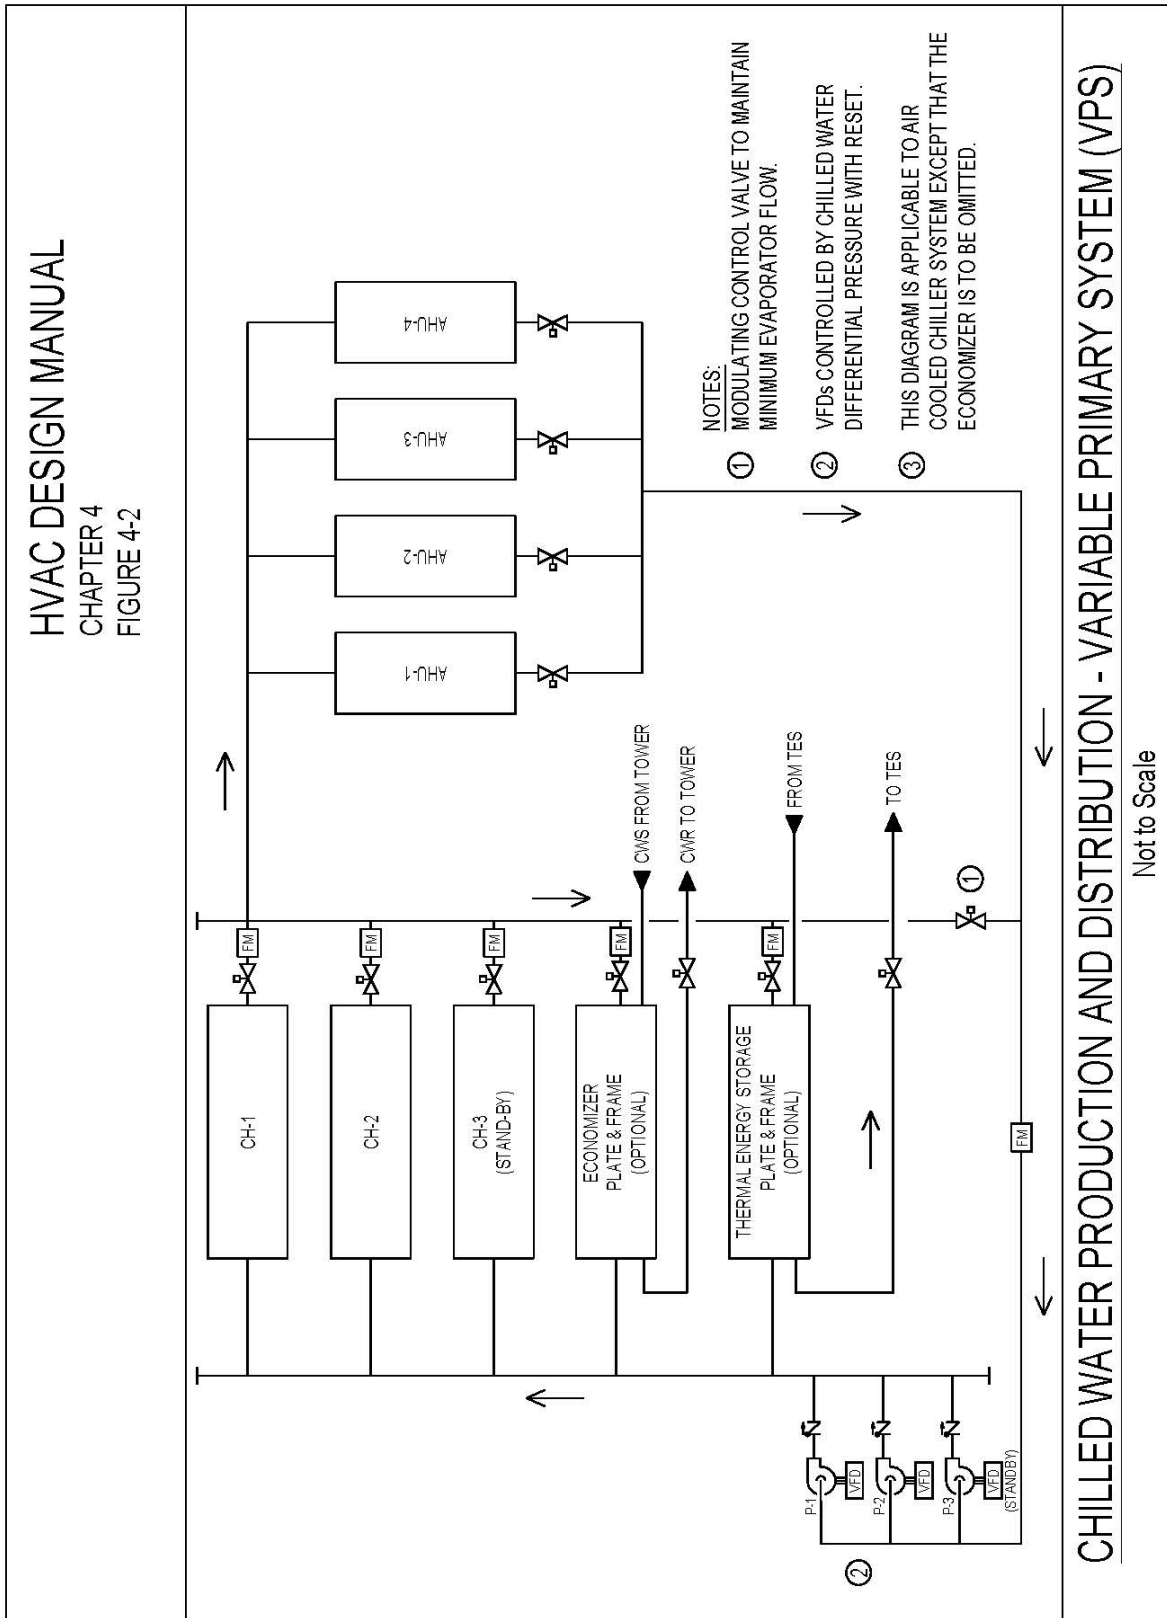 HVAC DESIGN MANUAL
CHAPTER 4
FIGURE 4-2
CH-1
FM
CH-2
FM
CH-3
(STAND-BY)
FM
ECONOMIZER
PLATE & FRAME
(OPTIONAL)
FM
CWS FROM TOWER
CWR TO TOWER
THERMAL ENERGY STORAGE
PLATE & FRAME
(OPTIONAL)
FM
FROM TES
TO TES
AHU-1
AHU-2
AHU-3
AHU-4
1
FM
P-1
VFD
P-2
VFD
P-3
VFD
(STANDBY)
2
NOTES:
1 MODULATING CONTROL VALVE TO MAINTAIN
MINIMUM EVAPORATOR FLOW.
2 VFDs CONTROLLED BY CHILLED WATER
DIFFERENTIAL PRESSURE WITH RESET.
3 THIS DIAGRAM IS APPLICABLE TO AIR
COOLED CHILLER SYSTEM EXCEPT THAT THE
ECONOMIZER IS TO BE OMITTED.
CHILLED WATER PRODUCTION AND DISTRIBUTION - VARIABLE PRIMARY SYSTEM (VPS)
Not to Scale